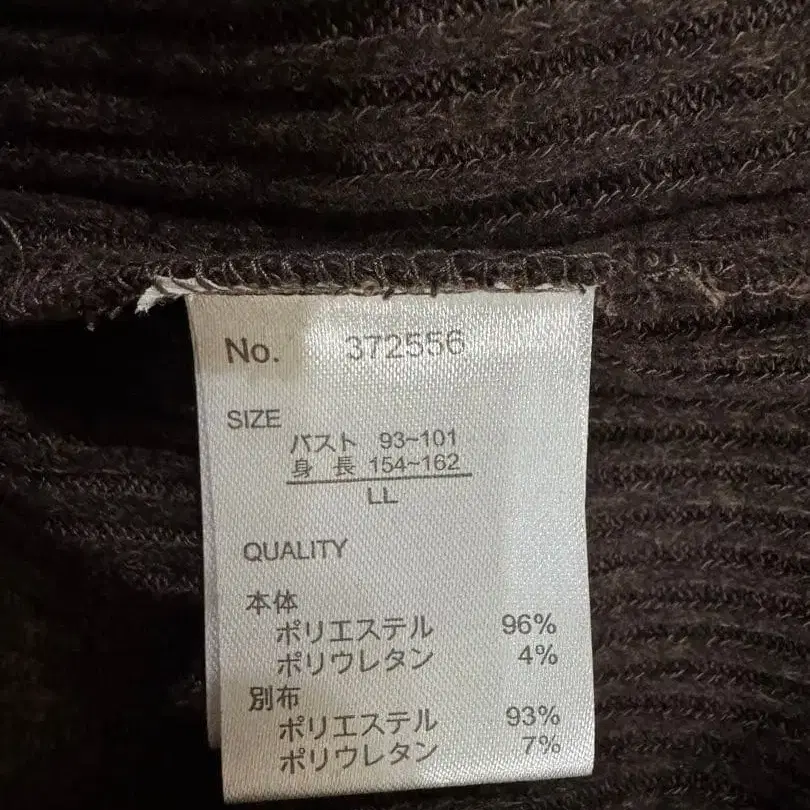 No. 372556
SIZE
バスト 93~101
身 長 154~162
LL
QUALITY
本体
ポリエステル 96%
ポリウレタン 4%
別布
ポリエステル 93%
ポリウレタン 7%